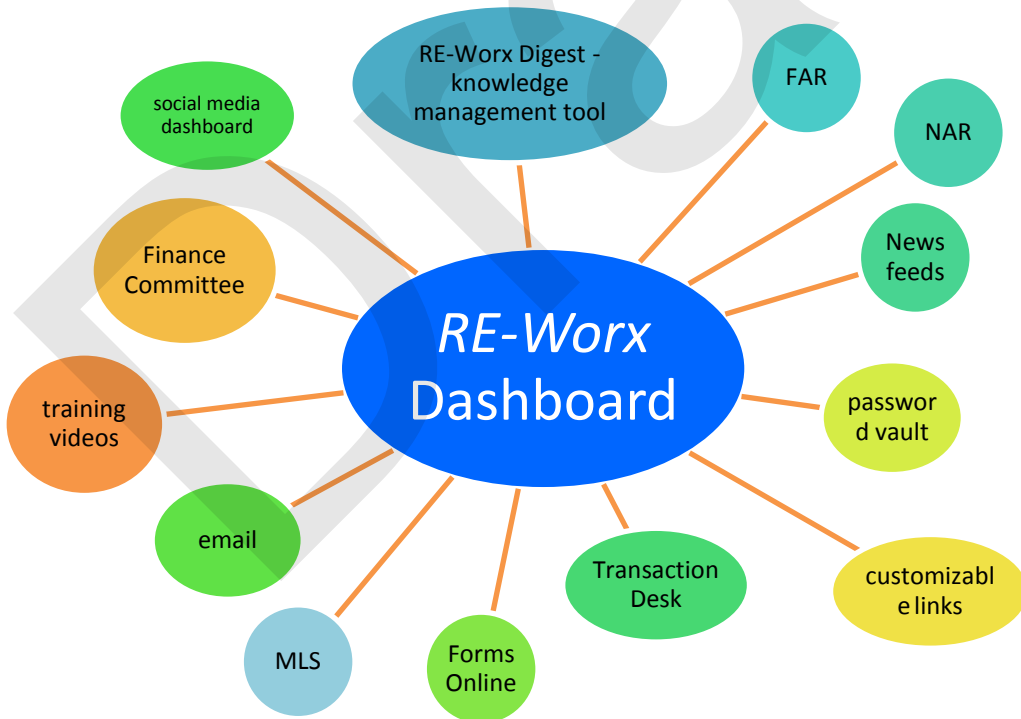 RE-Worx Digest -
knowledge
management tool
FAR
NAR
social media
dashboard
News
feeds
Finance
Committee
RE-Worx
Dashboard
passwor
d vault
training
videos
customizabl
e links
email
Transaction
Desk
MLS
Forms
Online